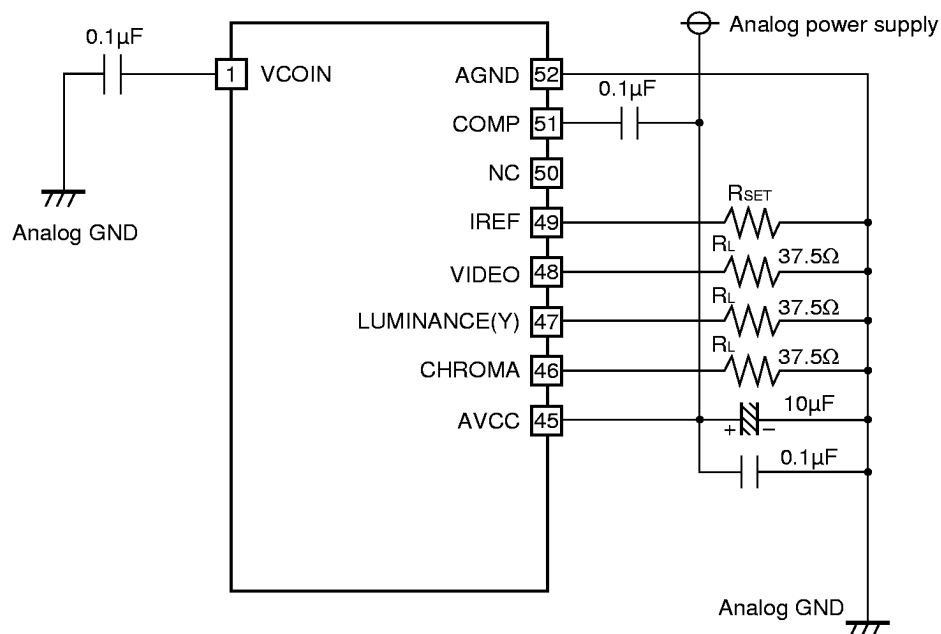 Analog power supply
0.1µF
1 VCOIN
AGND 52
0.1µF
COMP 51
NC 50
Analog GND
IREF 49
RSET
VIDEO 48
RL 37.5Ω
LUMINANCE(Y) 47
RL 37.5Ω
CHROMA 46
RL 37.5Ω
AVCC 45
10µF
+ −
0.1µF
Analog GND